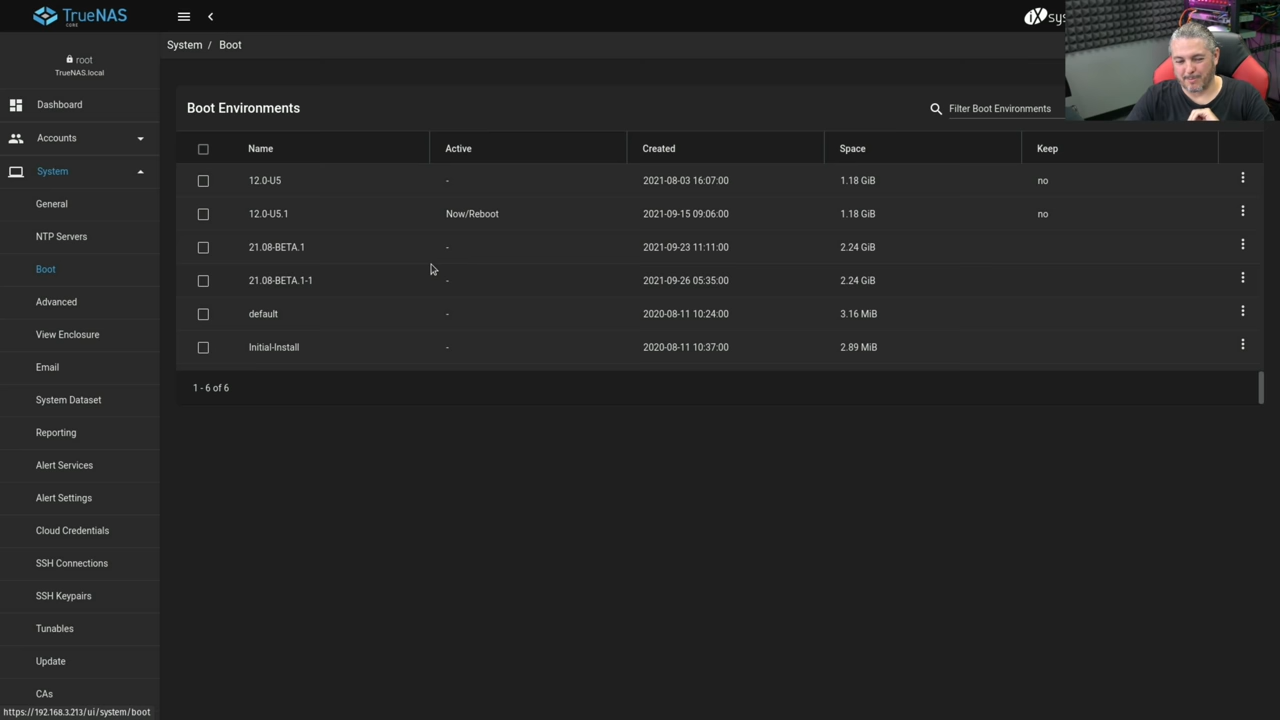 TrueNAS
CORE
iX sys
root
TrueNAS.local
System / Boot
Dashboard
Accounts
System
General
NTP Servers
Boot
Advanced
View Enclosure
Email
System Dataset
Reporting
Alert Services
Alert Settings
Cloud Credentials
SSH Connections
SSH Keypairs
Tunables
Update
CAs
Boot Environments
Filter Boot Environments
Name Active Created Space Keep
12.0-U5 - 2021-08-03 16:07:00 1.18 GiB no
12.0-U5.1 Now/Reboot 2021-09-15 09:06:00 1.18 GiB no
21.08-BETA.1 - 2021-09-23 11:11:00 2.24 GiB
21.08-BETA.1-1 - 2021-09-26 05:35:00 2.24 GiB
default - 2020-08-11 10:24:00 3.16 MiB
Initial-Install - 2020-08-11 10:37:00 2.89 MiB
1 - 6 of 6
https://192.168.3.213/ui/system/boot